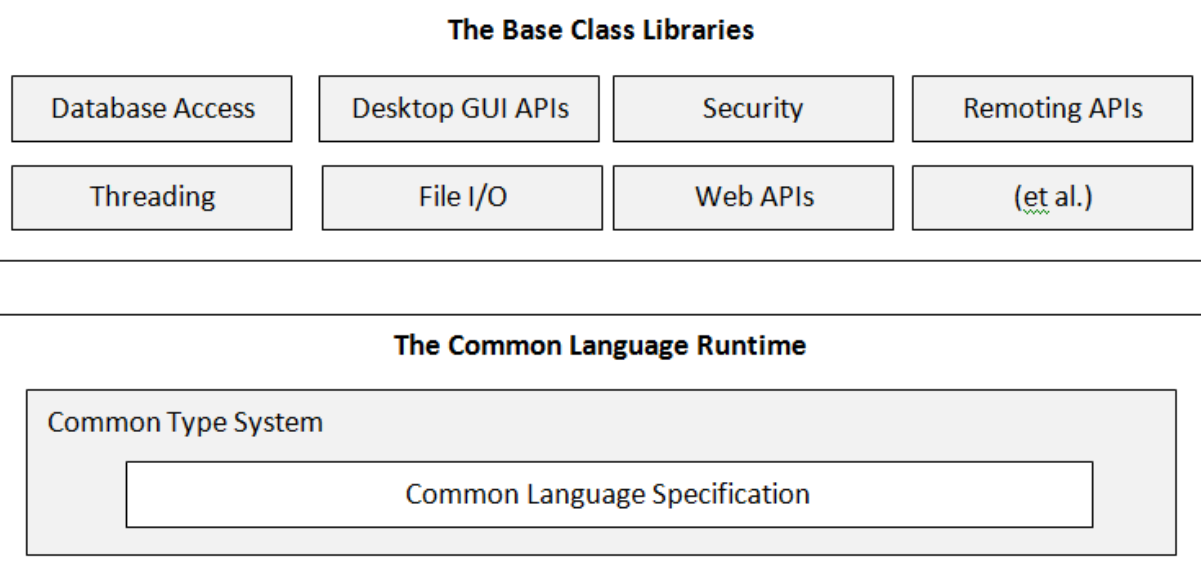 The Base Class Libraries
Database Access
Desktop GUI APIs
Security
Remoting APIs
Threading
File I/O
Web APIs
(et al.)
The Common Language Runtime
Common Type System
Common Language Specification